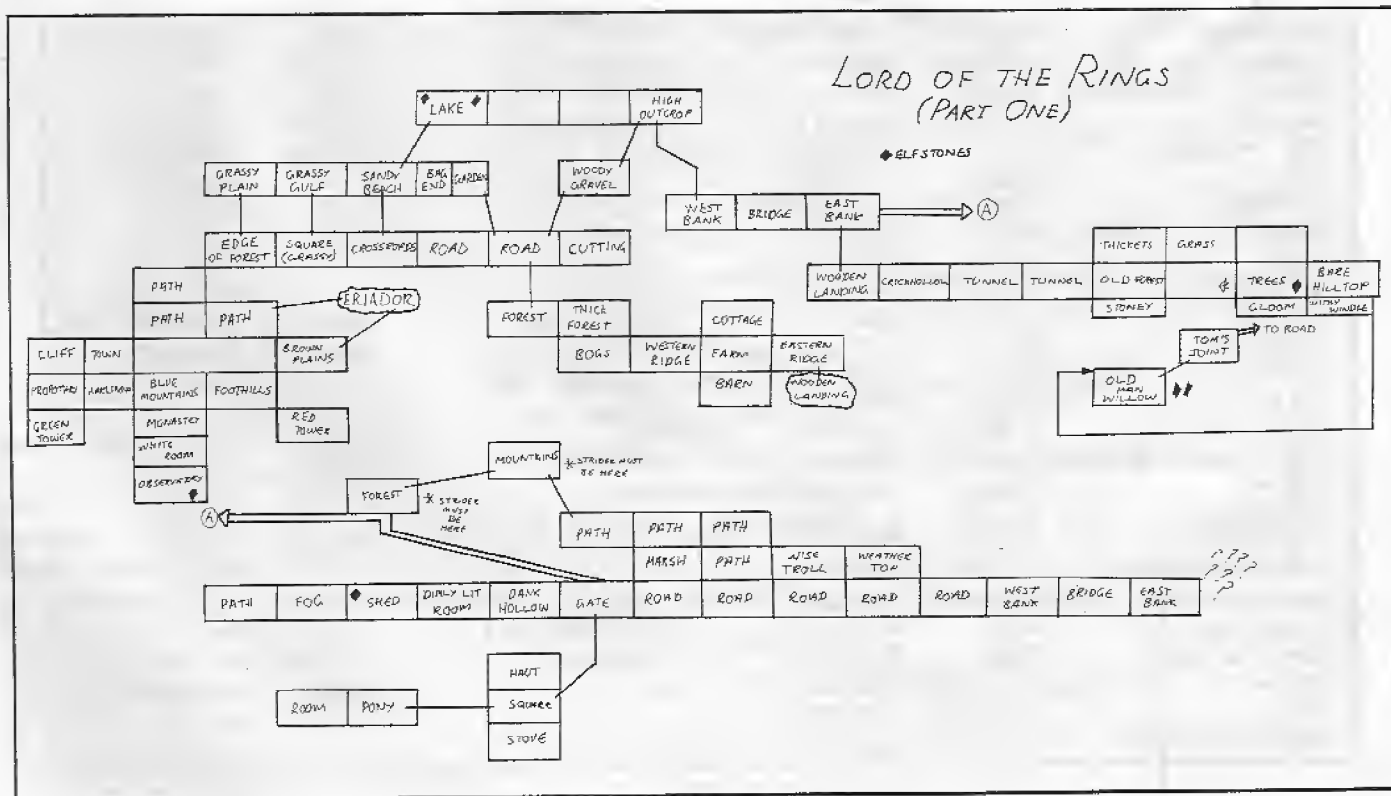 LORD OF THE RINGS
(PART ONE)
◆ ELFSTONES
LAKE
HIGH
OUTCROP
GRASSY
PLAIN
GRASSY
GULF
SANDY
BEACH
BAG
END
GARDEN
WOODY
GRAVEL
WEST
BANK
BRIDGE
EAST
BANK
A
EDGE
OF FOREST
SQUARE
(GRASSY)
CROSSROADS
ROAD
ROAD
CUTTING
THICKETS
GRASS
WOODEN
LANDING
CRICKHOLLOW
TUNNEL
TUNNEL
OLD FOREST
TREES
BARE
HILLTOP
STONEY
GLOOM
WITHY
WINDLE
PATH
PATH
PATH
ERIADOR
FOREST
THICK
FOREST
COTTAGE
TOM'S
JOINT
TO ROAD
CLIFF
TOWN
BROWN
PLAINS
BOGS
WESTERN
RIDGE
FARM
EASTERN
RIDGE
BLUE
MOUNTAINS
FOOTHILLS
BARN
WOODEN
LANDING
OLD
MAN
WILLOW
GREEN
TOWER
MONASTRY
RED
TOWER
WHITE
ROOM
OBSERVATORY
MOUNTAINS
* STRIDER MUST
BE HERE
FOREST
* STRIDER
MUST
BE
HERE
A
PATH
PATH
PATH
MARSH
PATH
WISE
TROLL
WEATHER
TOP
????
???
?
PATH
FOG
SHED
DIMLY LIT
ROOM
DANK
HOLLOW
GATE
ROAD
ROAD
ROAD
ROAD
ROAD
WEST
BANK
BRIDGE
EAST
BANK
ROOM
PONY
SQUARE